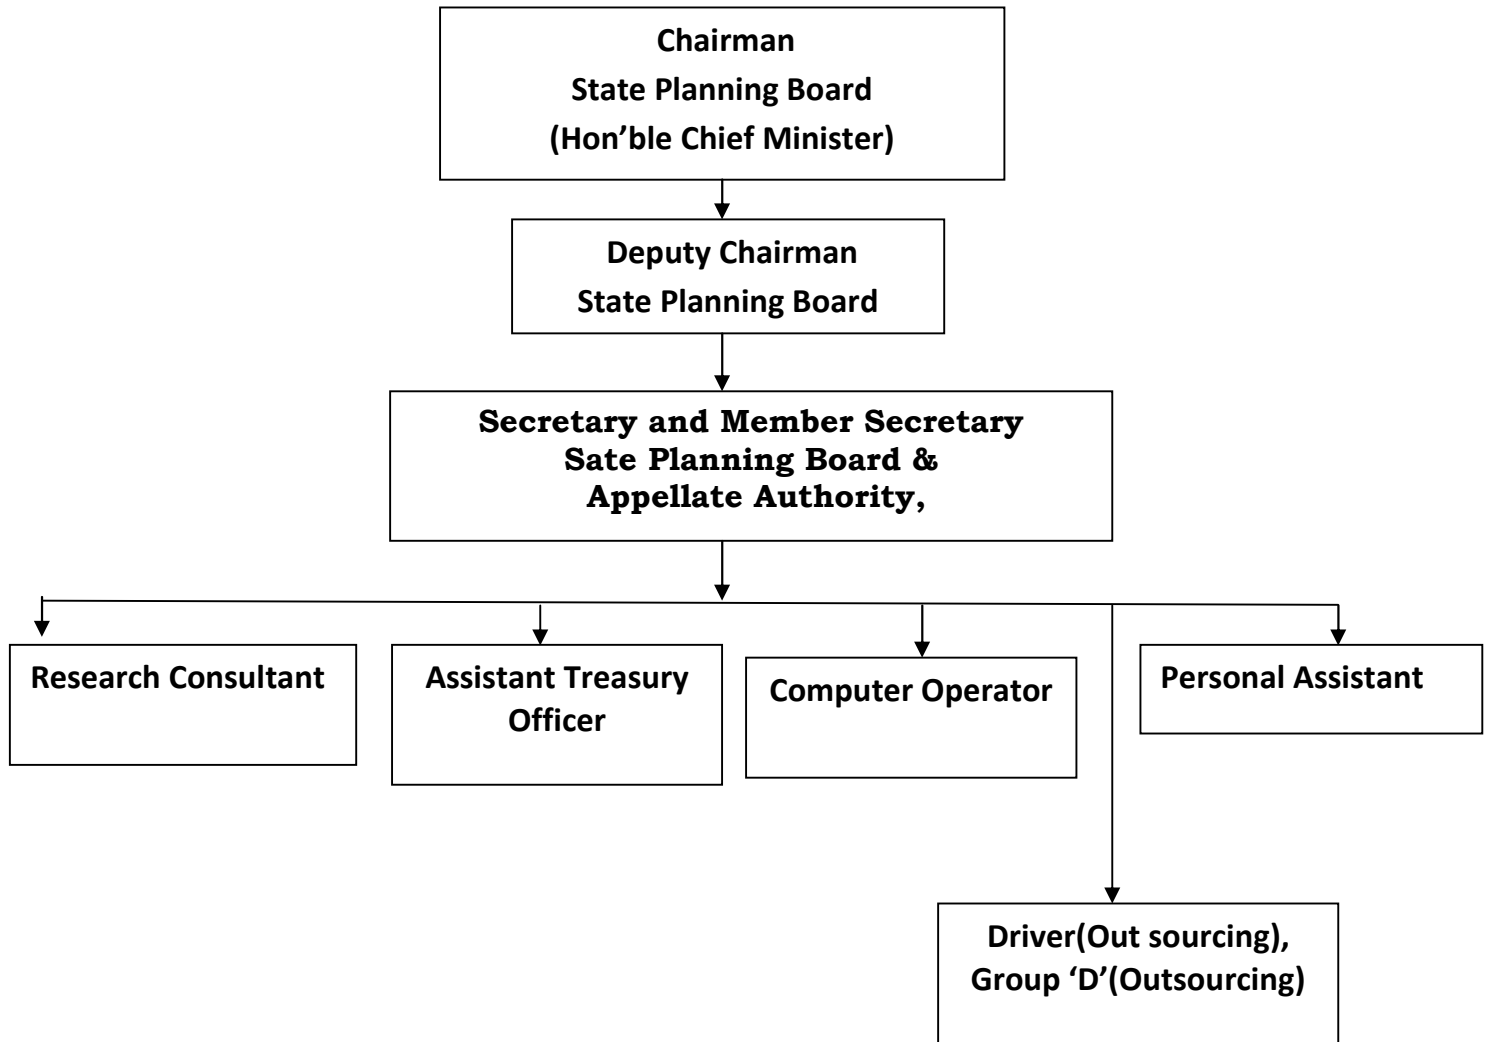 Chairman
State Planning Board
(Hon’ble Chief Minister)
Deputy Chairman
State Planning Board
Secretary and Member Secretary
Sate Planning Board &
Appellate Authority,
Research Consultant
Assistant Treasury
Officer
Computer Operator
Personal Assistant
Driver(Out sourcing),
Group ‘D’(Outsourcing)